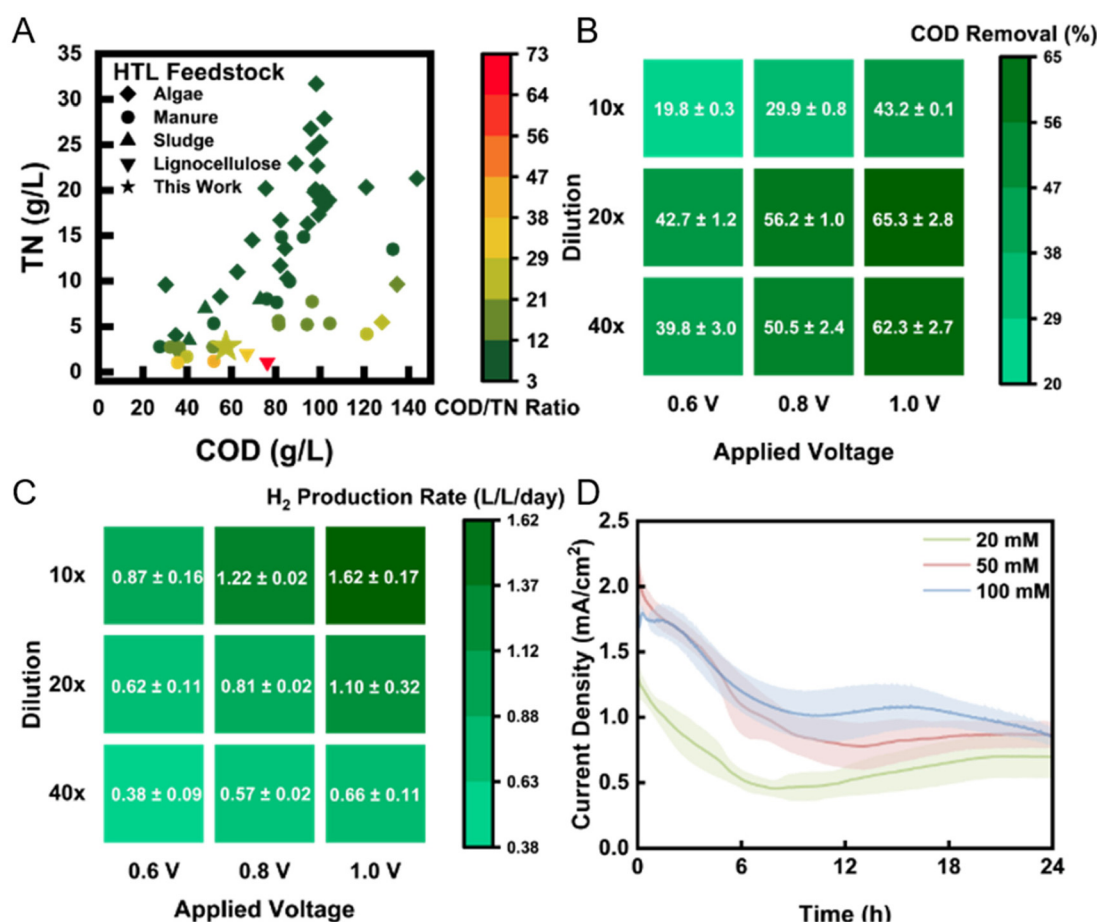 A
HTL Feedstock
Algae
Manure
Sludge
Lignocellulose
This Work
TN (g/L)
35
30
25
20
15
10
5
0
0 20 40 60 80 100 120 140
COD (g/L)
73
64
56
47
38
29
21
12
3
COD/TN Ratio
B
COD Removal (%)
Dilution
10x 19.8 ± 0.3 29.9 ± 0.8 43.2 ± 0.1
20x 42.7 ± 1.2 56.2 ± 1.0 65.3 ± 2.8
40x 39.8 ± 3.0 50.5 ± 2.4 62.3 ± 2.7
0.6 V 0.8 V 1.0 V
Applied Voltage
65
56
47
38
29
20
C
H₂ Production Rate (L/L/day)
Dilution
10x 0.87 ± 0.16 1.22 ± 0.02 1.62 ± 0.17
20x 0.62 ± 0.11 0.81 ± 0.02 1.10 ± 0.32
40x 0.38 ± 0.09 0.57 ± 0.02 0.66 ± 0.11
0.6 V 0.8 V 1.0 V
Applied Voltage
1.62
1.37
1.12
0.88
0.63
0.38
D
20 mM
50 mM
100 mM
Current Density (mA/cm²)
2.5
2.0
1.5
1.0
0.5
0.0
0 6 12 18 24
Time (h)